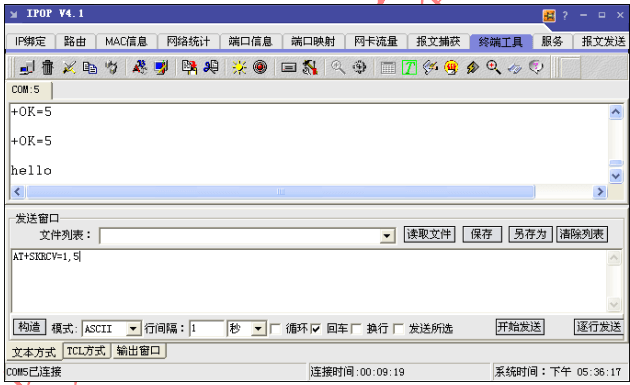 IPOP V4.1
IP绑定 路由 MAC信息 网络统计 端口信息 端口映射 网卡流量 报文捕获 终端工具 服务 报文发送
COM:5
+OK=5
+OK=5
hello
发送窗口
文件列表： 读取文件 保存 另存为 清除列表
AT+SKRCV=1,5
构造 模式: ASCII 行间隔：1 秒 循环 回车 换行 发送所选 开始发送 逐行发送
文本方式 TCL方式 输出窗口
COM5已连接 连接时间:00:09:19 系统时间：下午 05:36:17